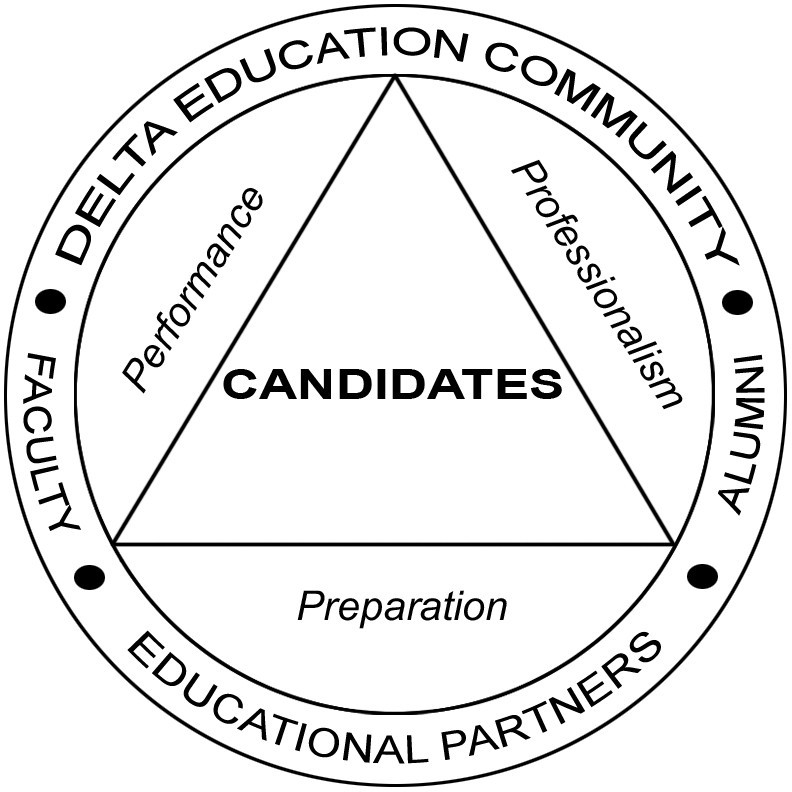 DELTA EDUCATION COMMUNITY
Performance
Professionalism
CANDIDATES
FACULTY
ALUMNI
Preparation
EDUCATIONAL PARTNERS